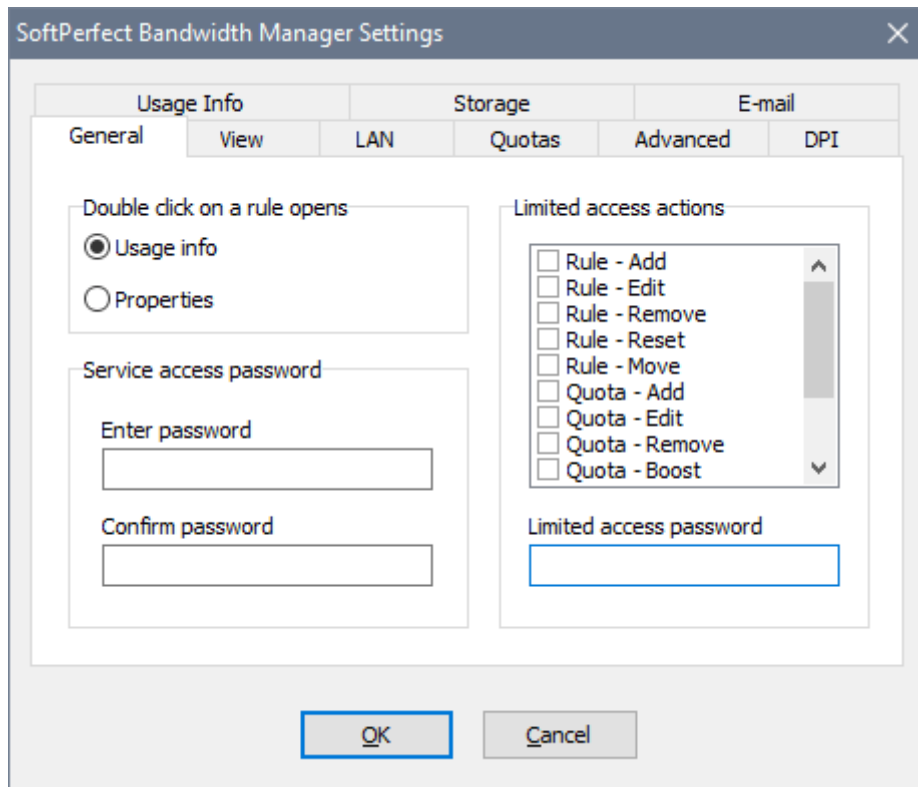 SoftPerfect Bandwidth Manager Settings
Usage Info
Storage
E-mail
General
View
LAN
Quotas
Advanced
DPI
Double click on a rule opens
Usage info
Properties
Service access password
Enter password
Confirm password
Limited access actions
Rule - Add
Rule - Edit
Rule - Remove
Rule - Reset
Rule - Move
Quota - Add
Quota - Edit
Quota - Remove
Quota - Boost
Limited access password
OK
Cancel